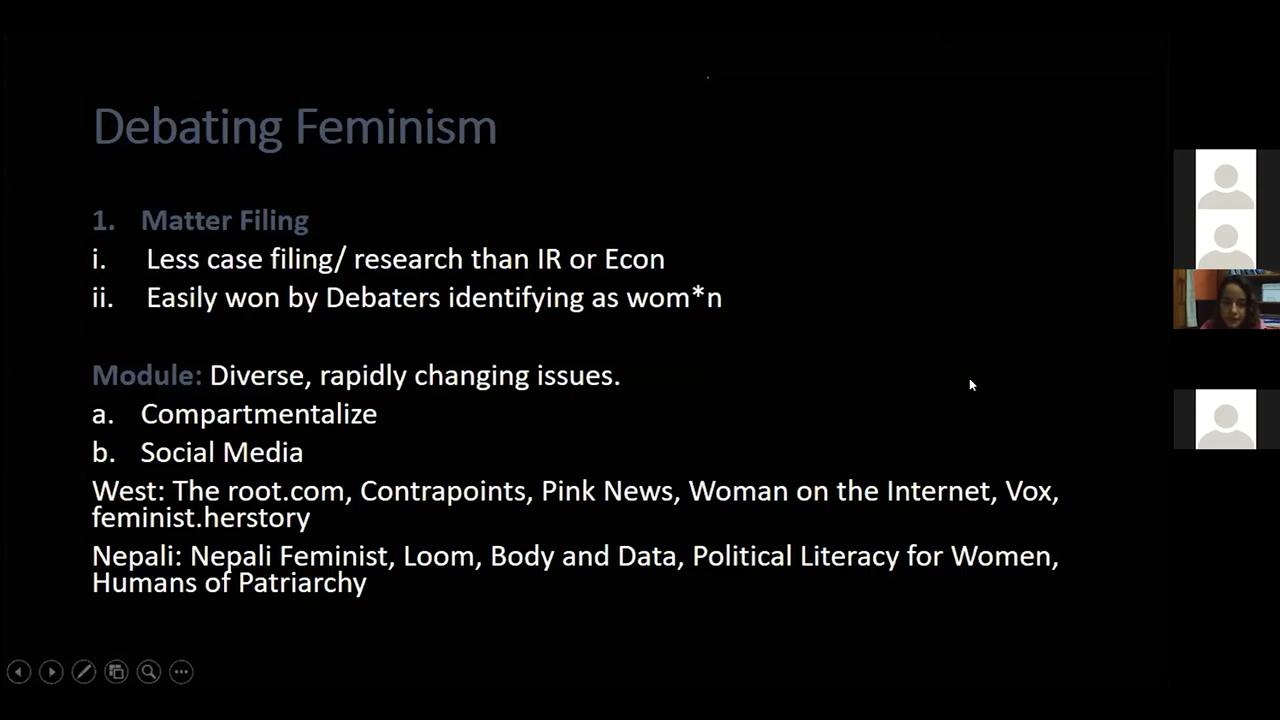 Debating Feminism
1. Matter Filing
i. Less case filing/ research than IR or Econ
ii. Easily won by Debaters identifying as wom*n
Module: Diverse, rapidly changing issues.
a. Compartmentalize
b. Social Media
West: The root.com, Contrapoints, Pink News, Woman on the Internet, Vox,
feminist.herstory
Nepali: Nepali Feminist, Loom, Body and Data, Political Literacy for Women,
Humans of Patriarchy